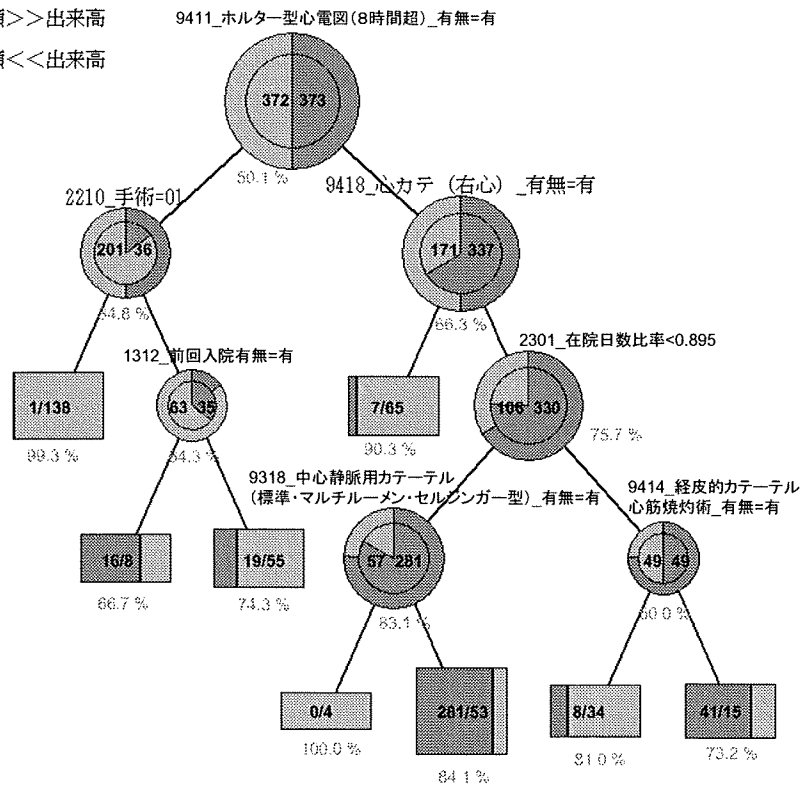 >>出来高
<<出来高
9411_ホルター型心電図(8時間超)_有無=有
372 373
50.1 %
2210_手術=01
9418_心カテ (右心) _有無=有
201 36
171 337
84.8 %
66.3 %
1312_前回入院有無=有
2301_在院日数比率<0.895
1/138
63 35
7/65
106 330
99.3 %
64.3 %
90.3 %
75.7 %
9318_中心静脈用カテーテル
(標準・マルチルーメン・セルジンガー型)_有無=有
9414_経皮的カテーテル
心筋焼灼術_有無=有
16/8
19/55
57 281
49 49
66.7 %
74.3 %
83.1 %
50.0 %
0/4
281/53
8/34
41/15
100.0 %
84.1 %
81.0 %
73.2 %